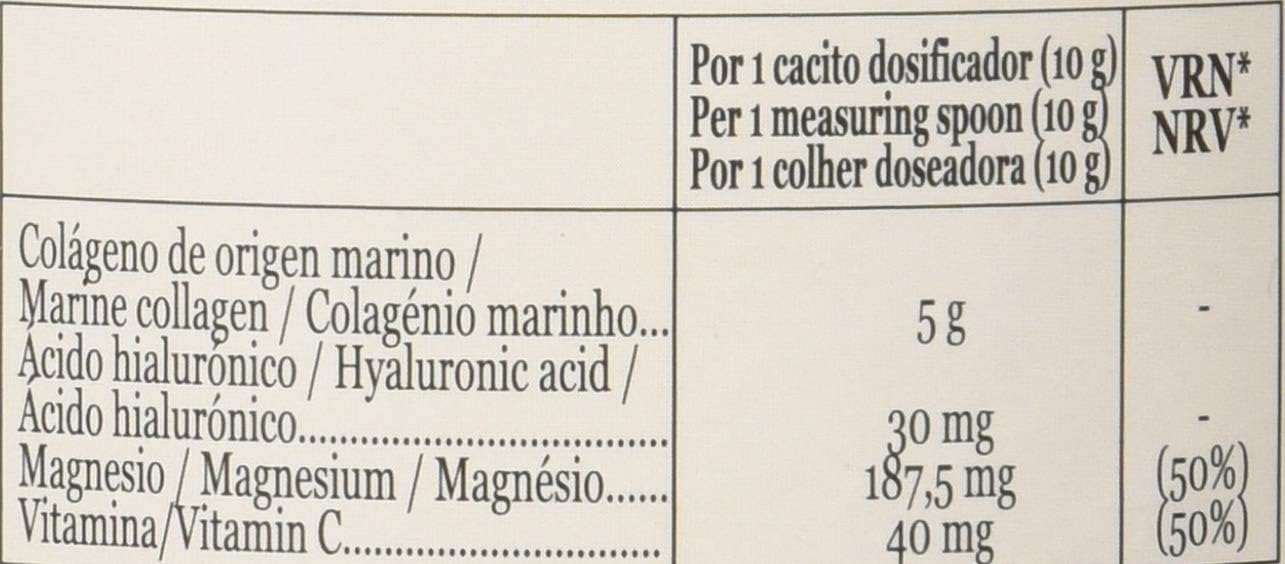 Por 1 cacito dosificador (10 g)
Per 1 measuring spoon (10 g)
Por 1 colher doseadora (10 g)
VRN*
NRV*
Colágeno de origen marino /
Marine collagen / Colagénio marinho... 5 g -
Ácido hialurónico / Hyaluronic acid /
Ácido hialurónico.................................. 30 mg -
Magnesio / Magnesium / Magnésio...... 187,5 mg (50%)
Vitamina/Vitamin C............................... 40 mg (50%)